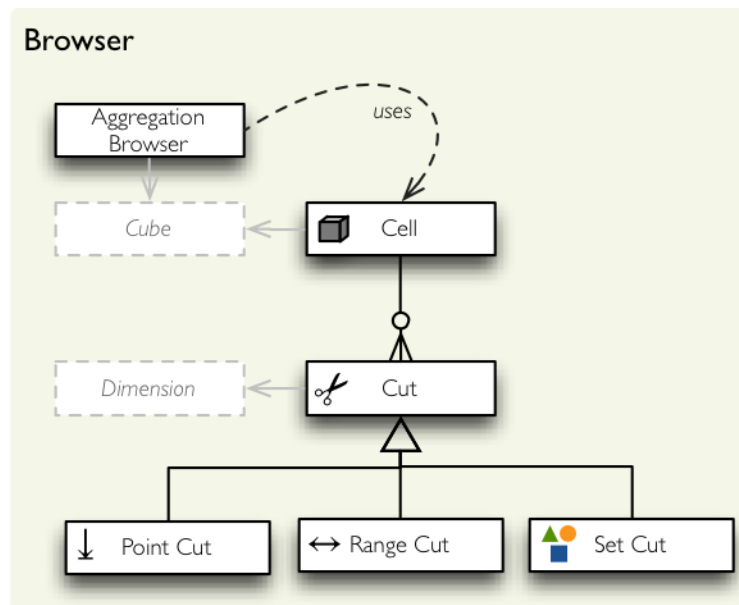 Browser
Aggregation
Browser
uses
Cube
Cell
Dimension
Cut
Point Cut
Range Cut
Set Cut